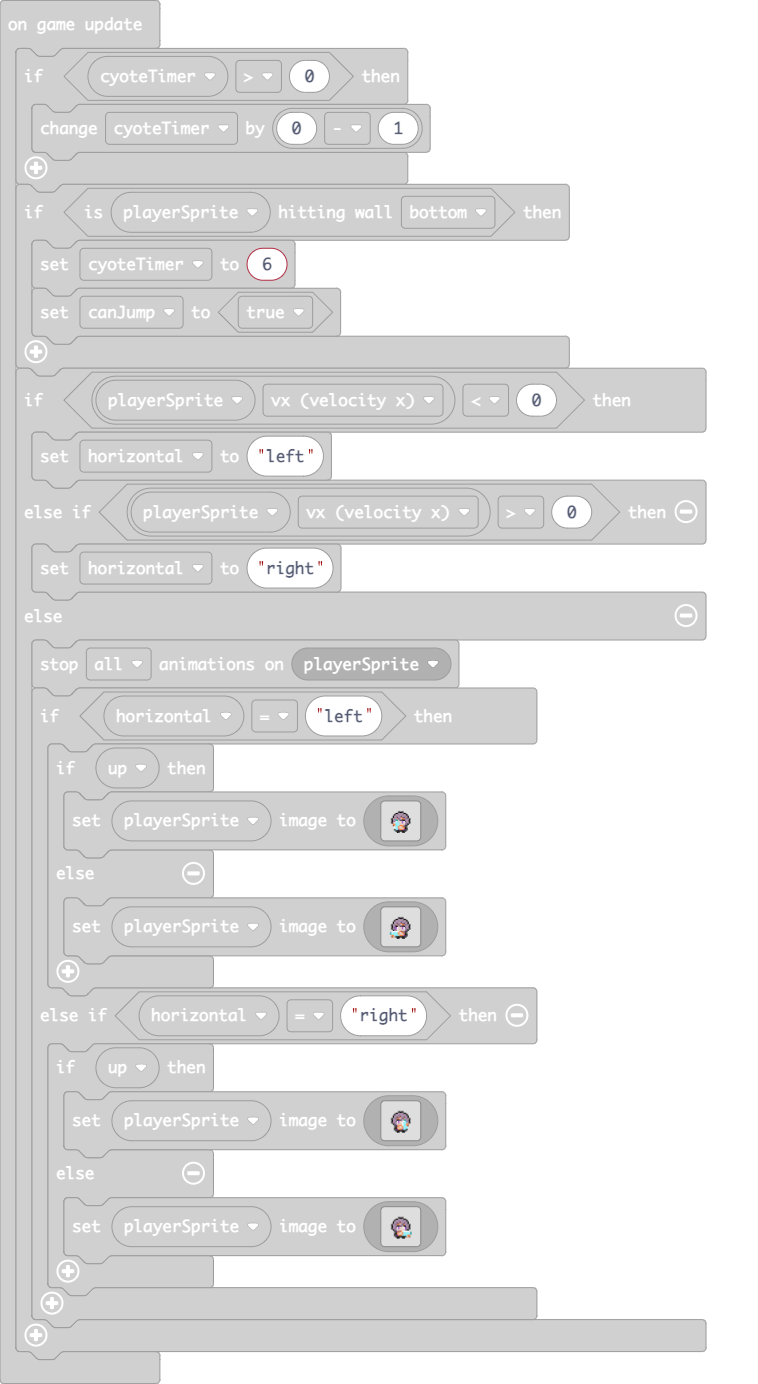 on game update
if cyoteTimer > 0 then
change cyoteTimer by 0 - 1
if is playerSprite hitting wall bottom then
set cyoteTimer to 6
set canJump to true
if playerSprite vx (velocity x) < 0 then
set horizontal to "left"
else if playerSprite vx (velocity x) > 0 then
set horizontal to "right"
else
stop all animations on playerSprite
if horizontal = "left" then
if up then
set playerSprite image to
else
set playerSprite image to
else if horizontal = "right" then
if up then
set playerSprite image to
else
set playerSprite image to